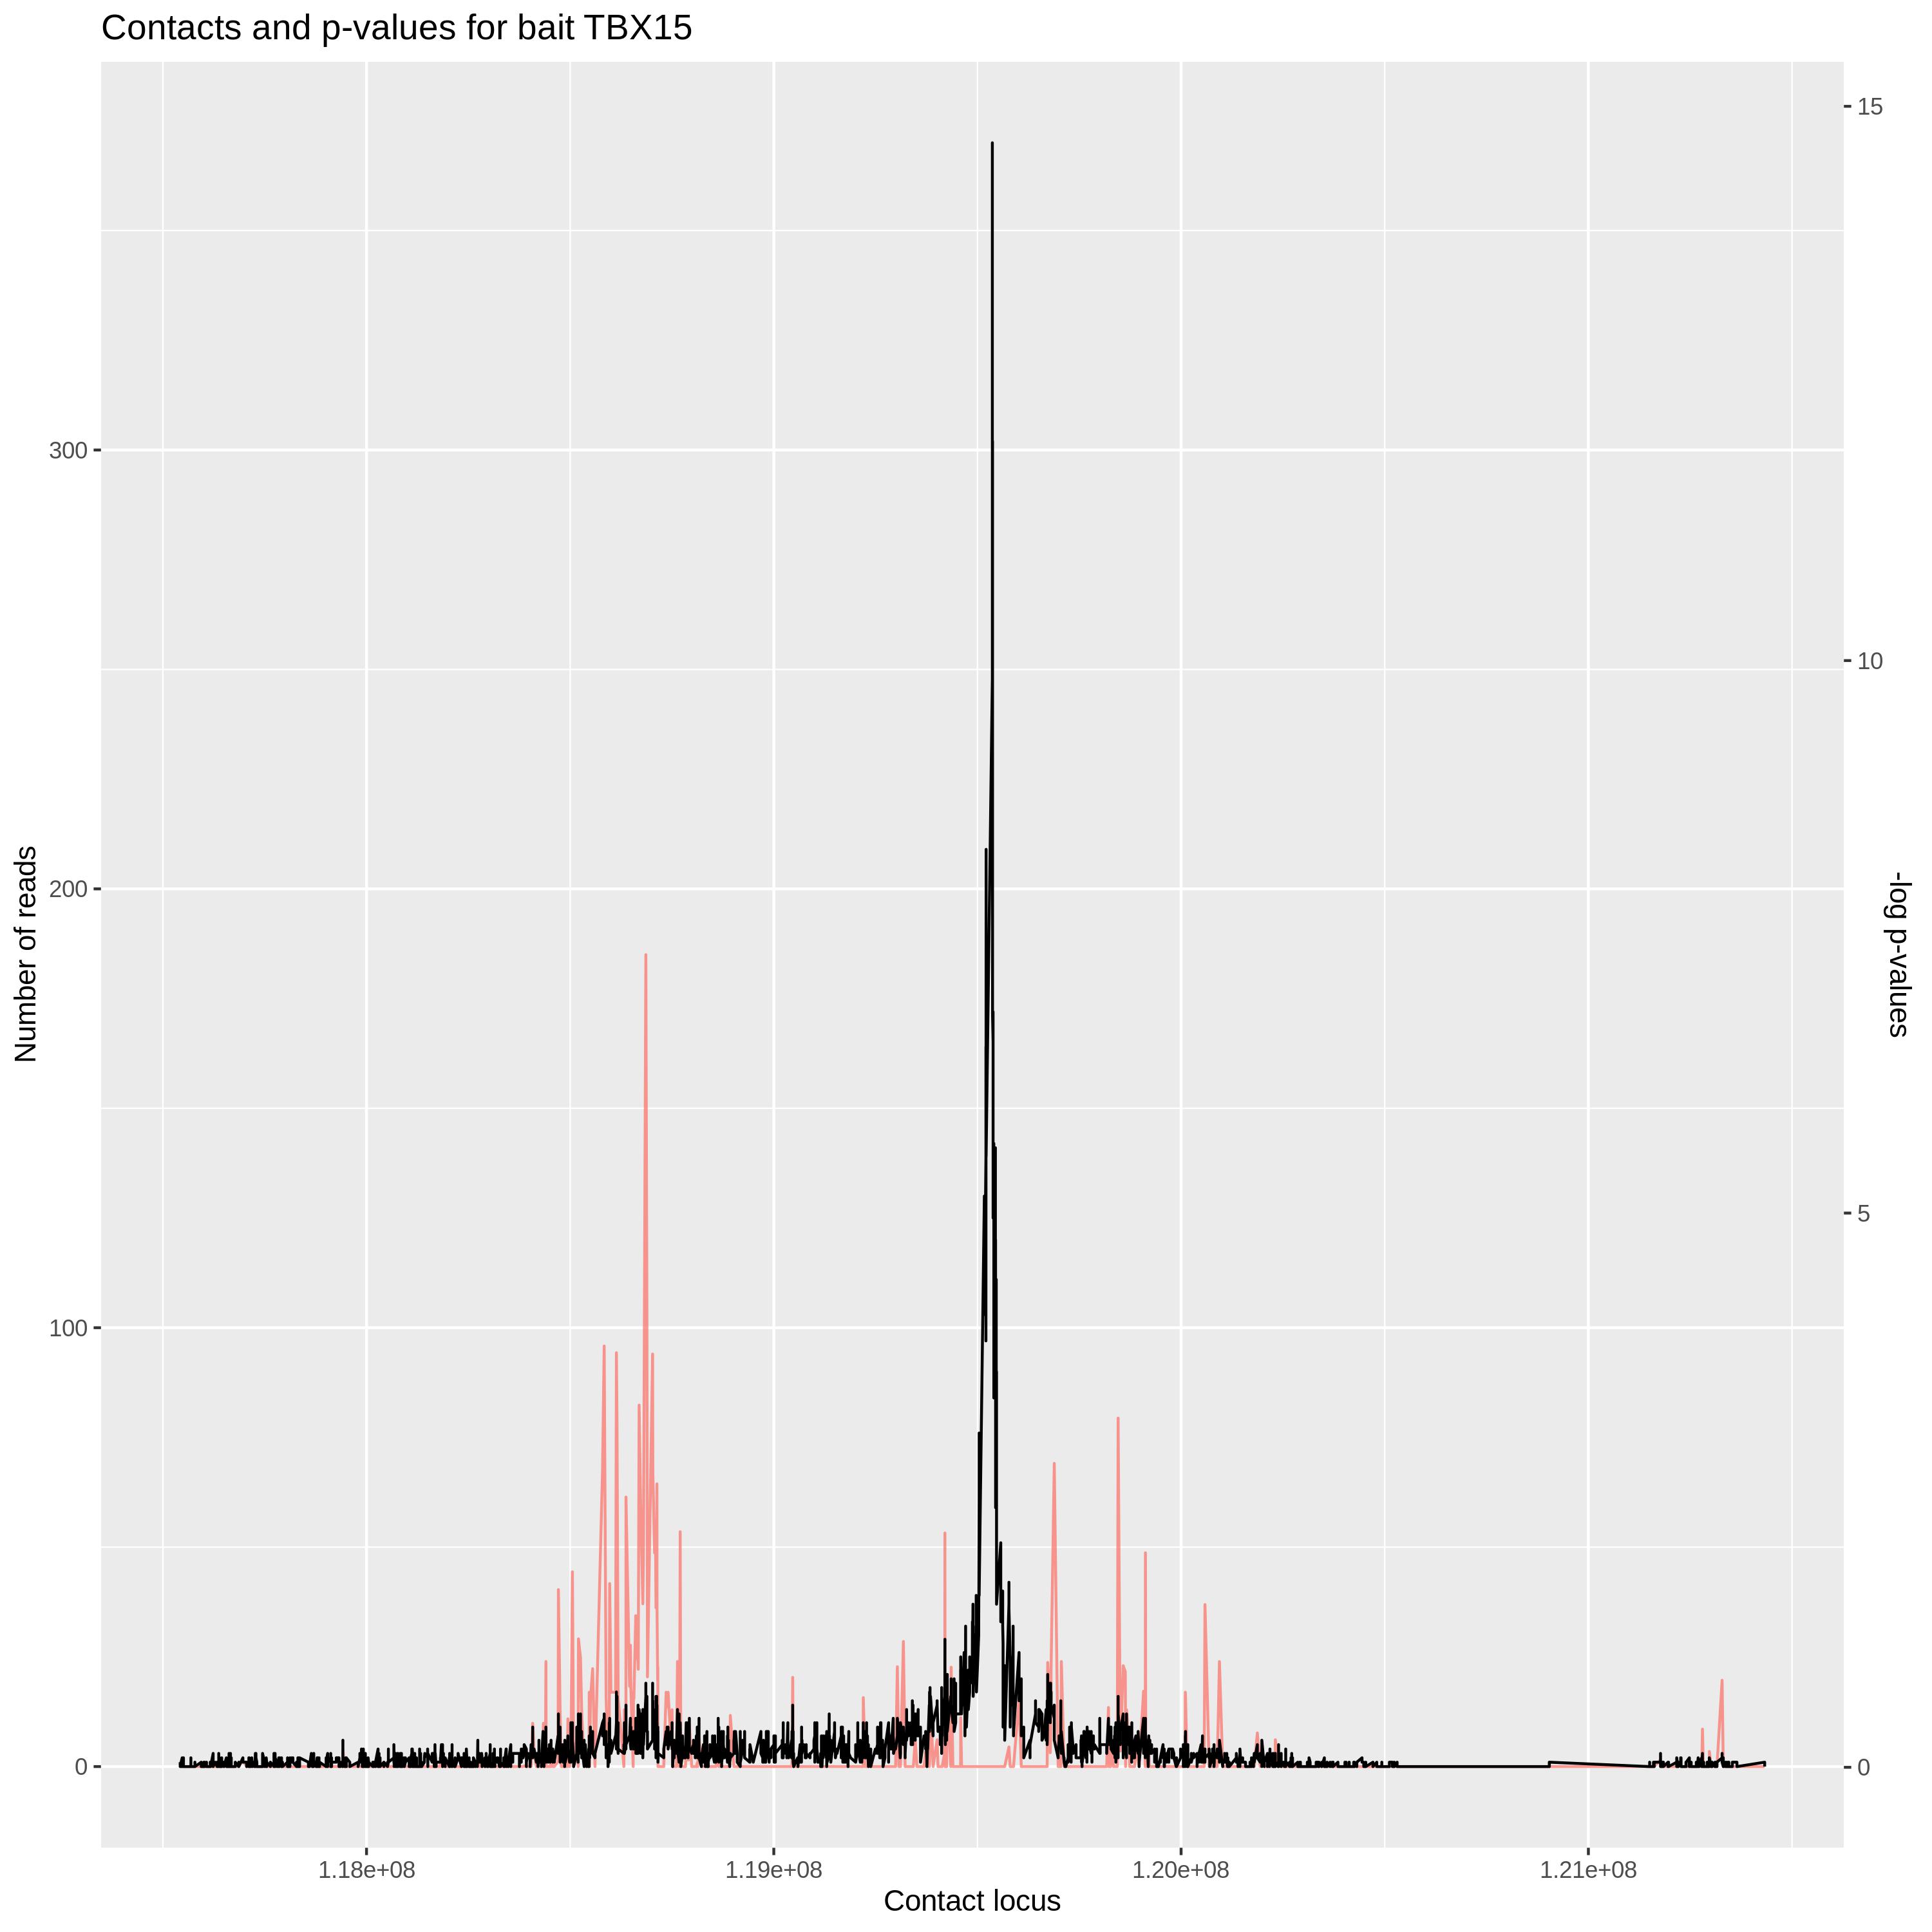 Contacts and p-values for bait TBX15
15
300
10
200
Number of reads
-log p-values
5
100
0
0
1.18e+08
1.19e+08
1.20e+08
1.21e+08
Contact locus